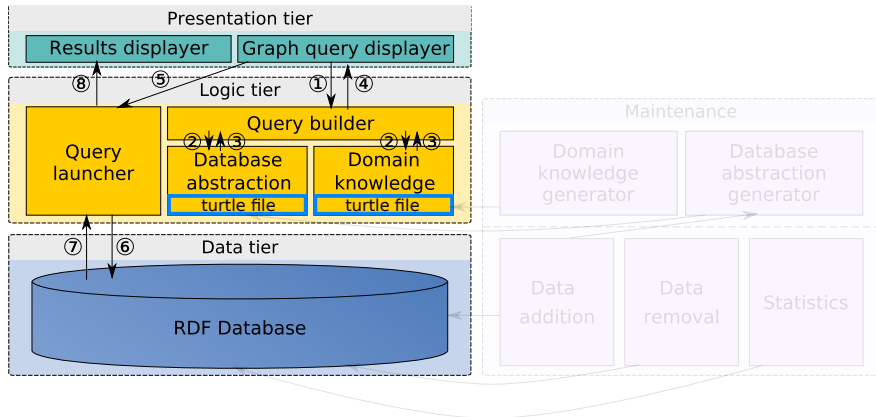 Presentation tier
Results displayer
Graph query displayer
⑧
⑤
①
④
Logic tier
Query
launcher
Query builder
②
③
②
③
Database
abstraction
turtle file
Domain
knowledge
turtle file
⑦
⑥
Data tier
RDF Database
Maintenance
Domain
knowledge
generator
Database
abstraction
generator
Data
addition
Data
removal
Statistics